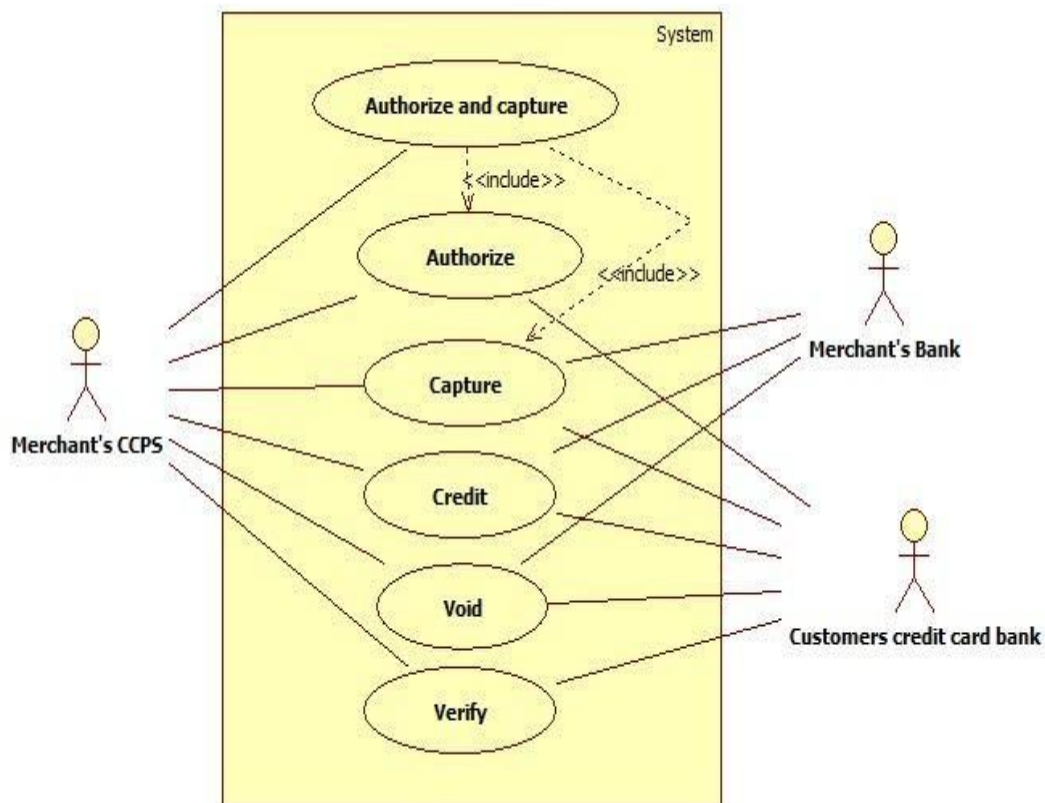 System
Authorize and capture
<<include>>
Authorize
<<include>>
Merchant's Bank
Capture
Merchant's CCPS
Credit
Void
Customers credit card bank
Verify